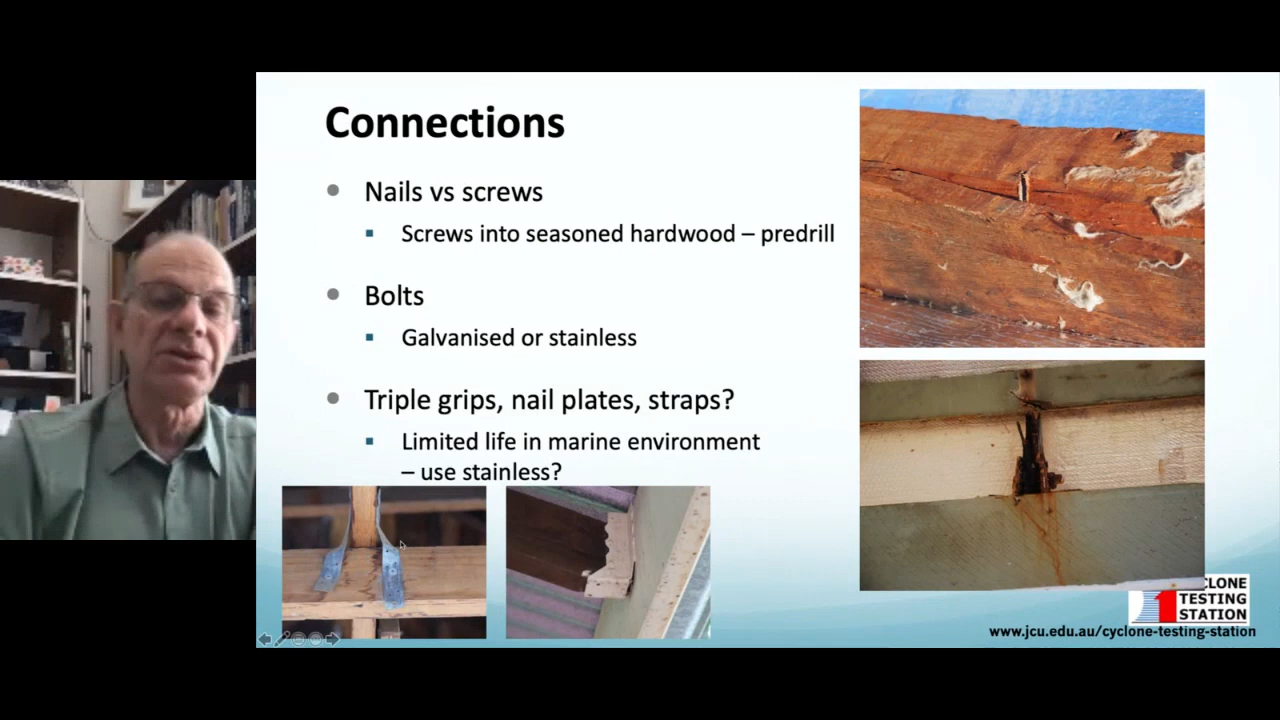 Connections
Nails vs screws
Screws into seasoned hardwood – predrill
Bolts
Galvanised or stainless
Triple grips, nail plates, straps?
Limited life in marine environment
– use stainless?
CLONE
TESTING
STATION
www.jcu.edu.au/cyclone-testing-station